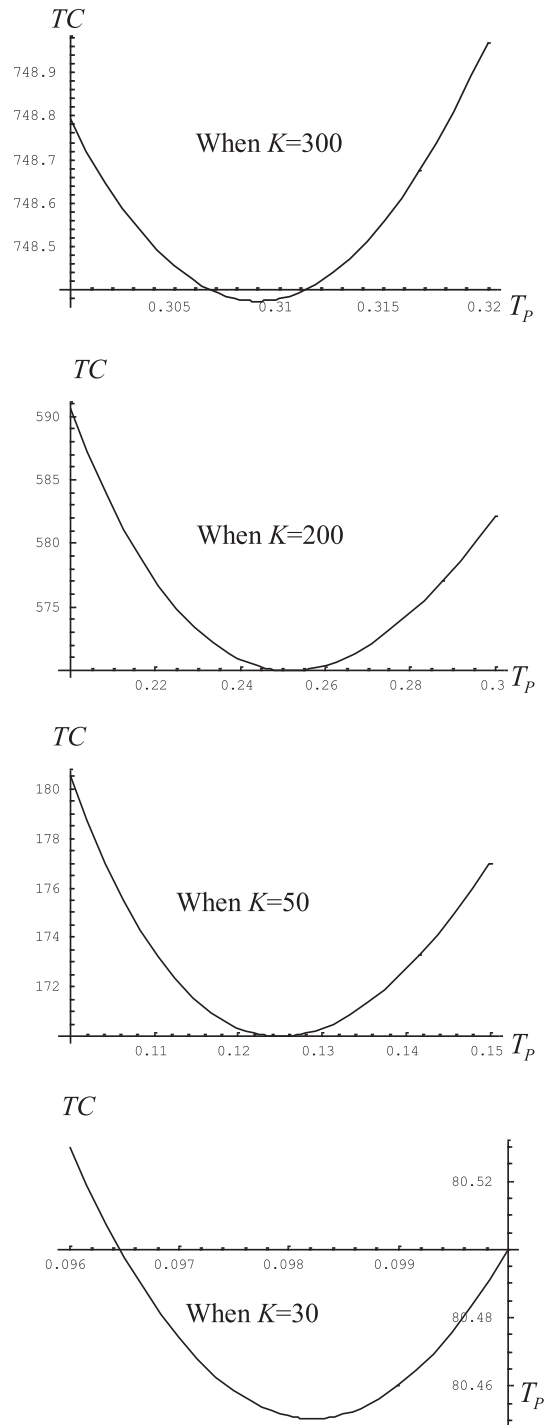 TC
748.9
748.8
When K=300
748.7
748.6
748.5
0.305 0.31 0.315 0.32 T_P
TC
590
585
When K=200
580
575
0.22 0.24 0.26 0.28 0.3 T_P
TC
180
178
176
When K=50
174
172
0.11 0.12 0.13 0.14 0.15 T_P
TC
80.52
0.096 0.097 0.098 0.099
When K=30
80.48
80.46
T_P